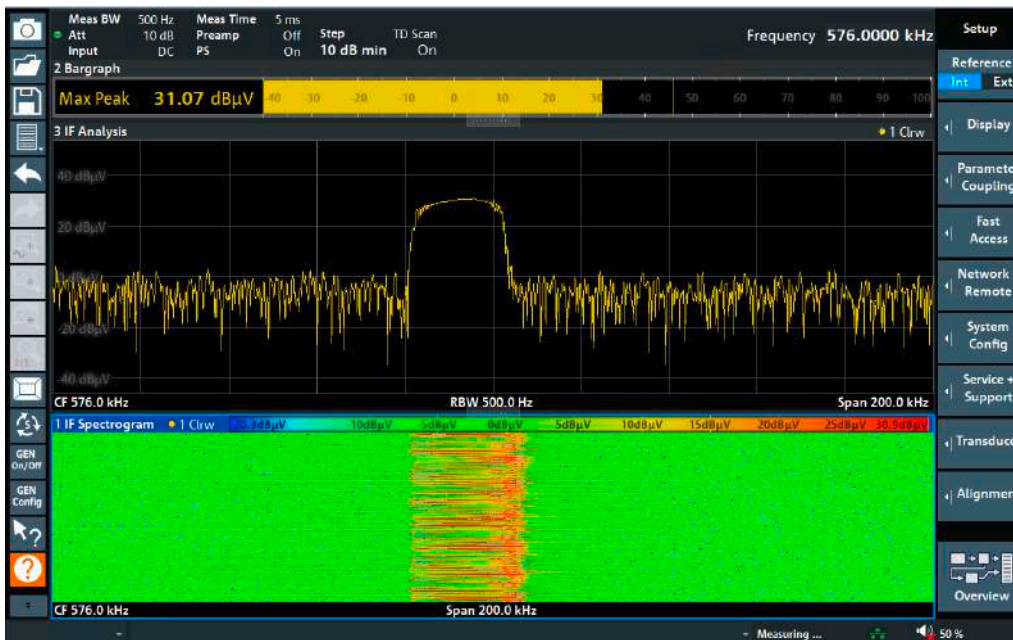 Meas BW 500 Hz Meas Time 5 ms
Att 10 dB Preamp Off Step TD Scan
Input DC PS On 10 dB min On
Frequency 576.0000 kHz
2 Bargraph
Max Peak 31.07 dBµV
-40 -30 -20 -10 0 10 20 30 40 50 60 70 80 90 100
3 IF Analysis 1 Clrw
40 dBµV
20 dBµV
0 dBµV
-20 dBµV
-40 dBµV
CF 576.0 kHz RBW 500.0 Hz Span 200.0 kHz
1 IF Spectrogram 1 Clrw -20.3dBµV -10dBµV -5dBµV 0dBµV 5dBµV 10dBµV 15dBµV 20dBµV 25dBµV 30.9dBµV
CF 576.0 kHz Span 200.0 kHz
Measuring ... 50 %
GEN
On/Off
GEN
Config
Setup
Reference
Int Ext
Display
Paramete
Coupling
Fast
Access
Network
Remote
System
Config
Service +
Support
Transduce
Alignmen
Overview